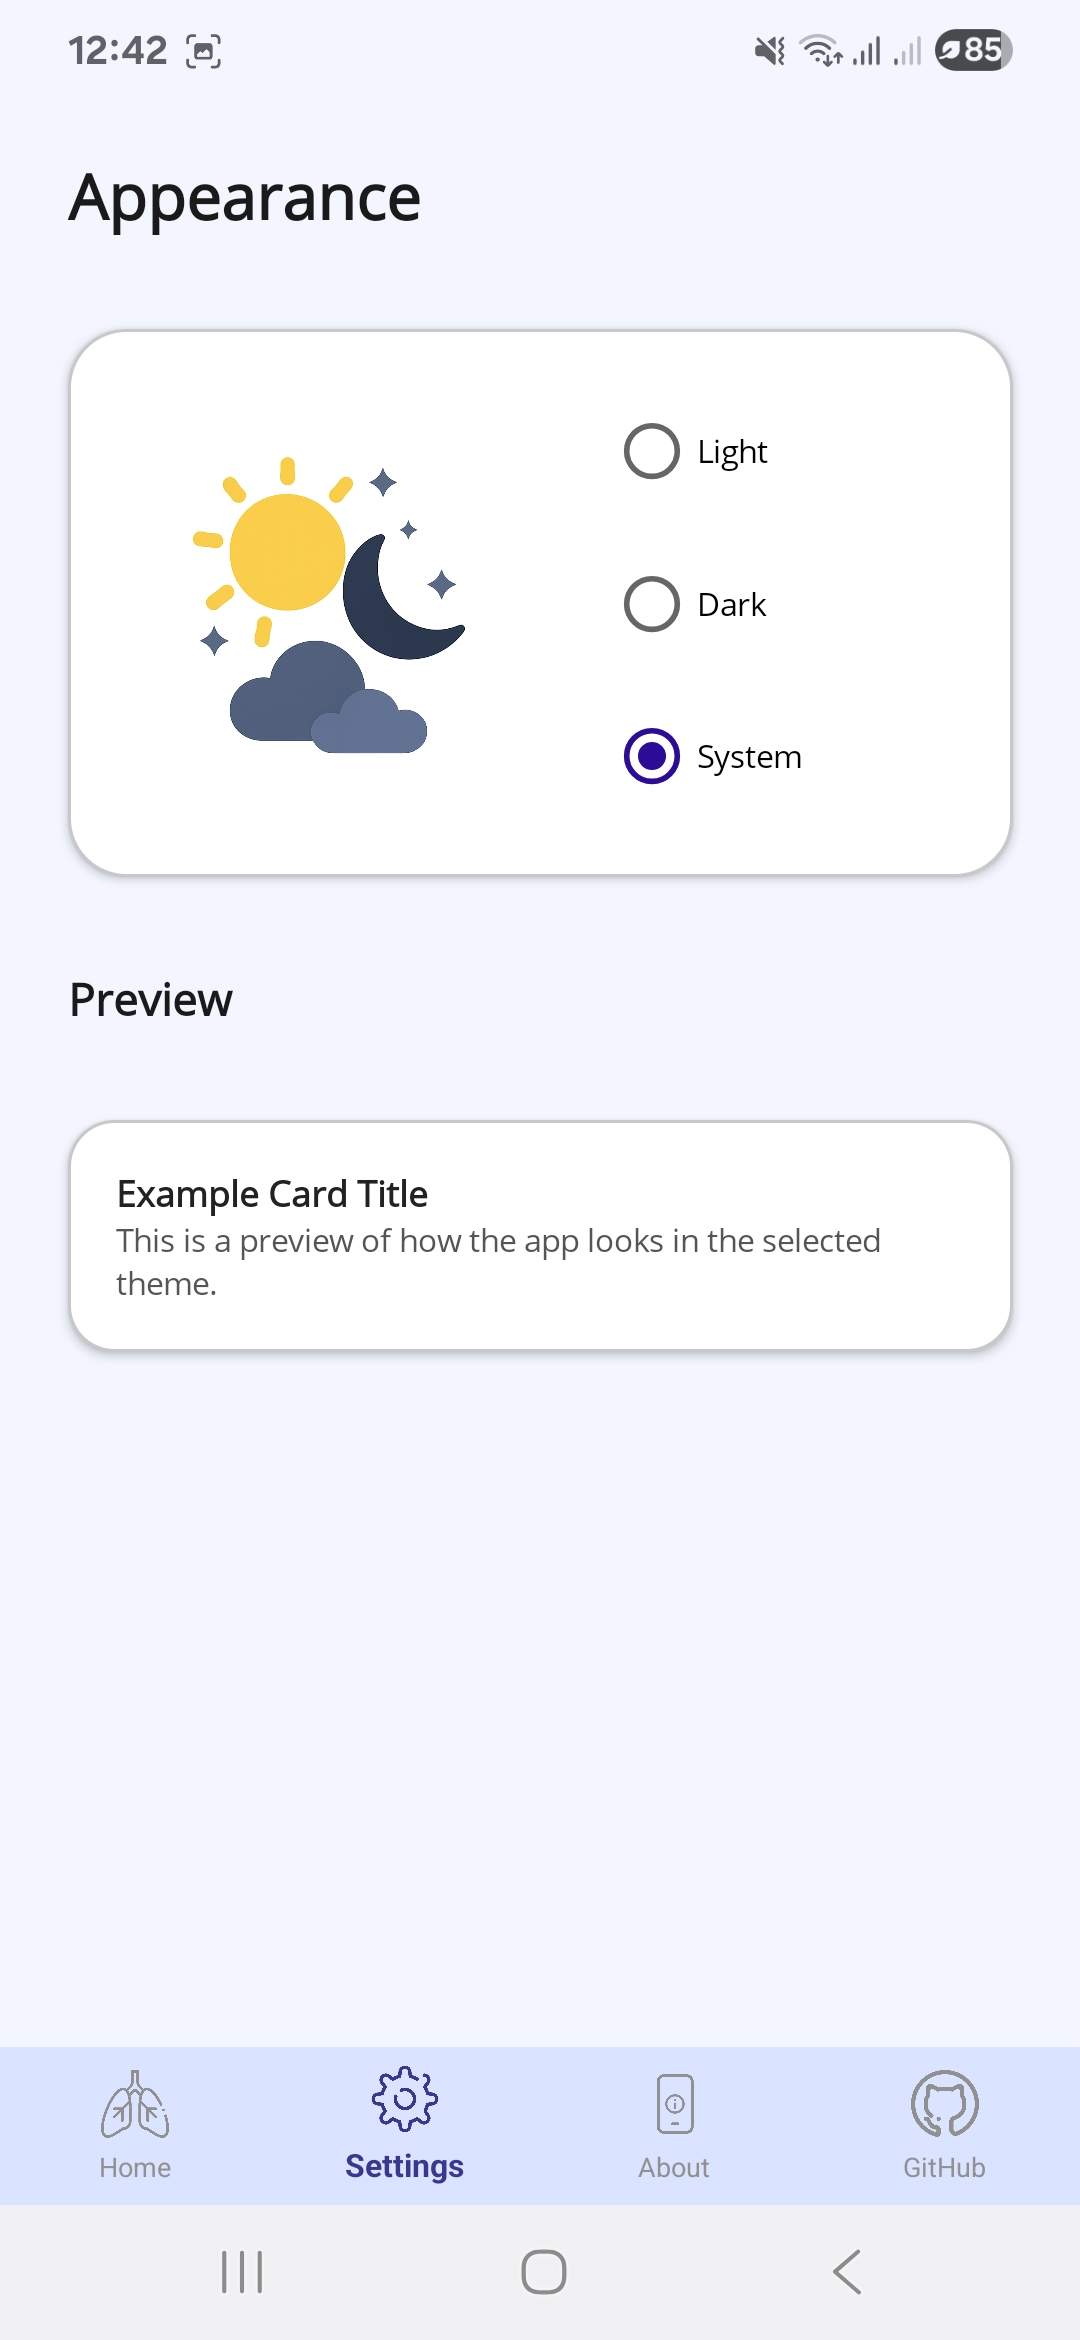 12:42
85
Appearance
Light
Dark
System
Preview
Example Card Title
This is a preview of how the app looks in the selected
theme.
Home
Settings
About
GitHub